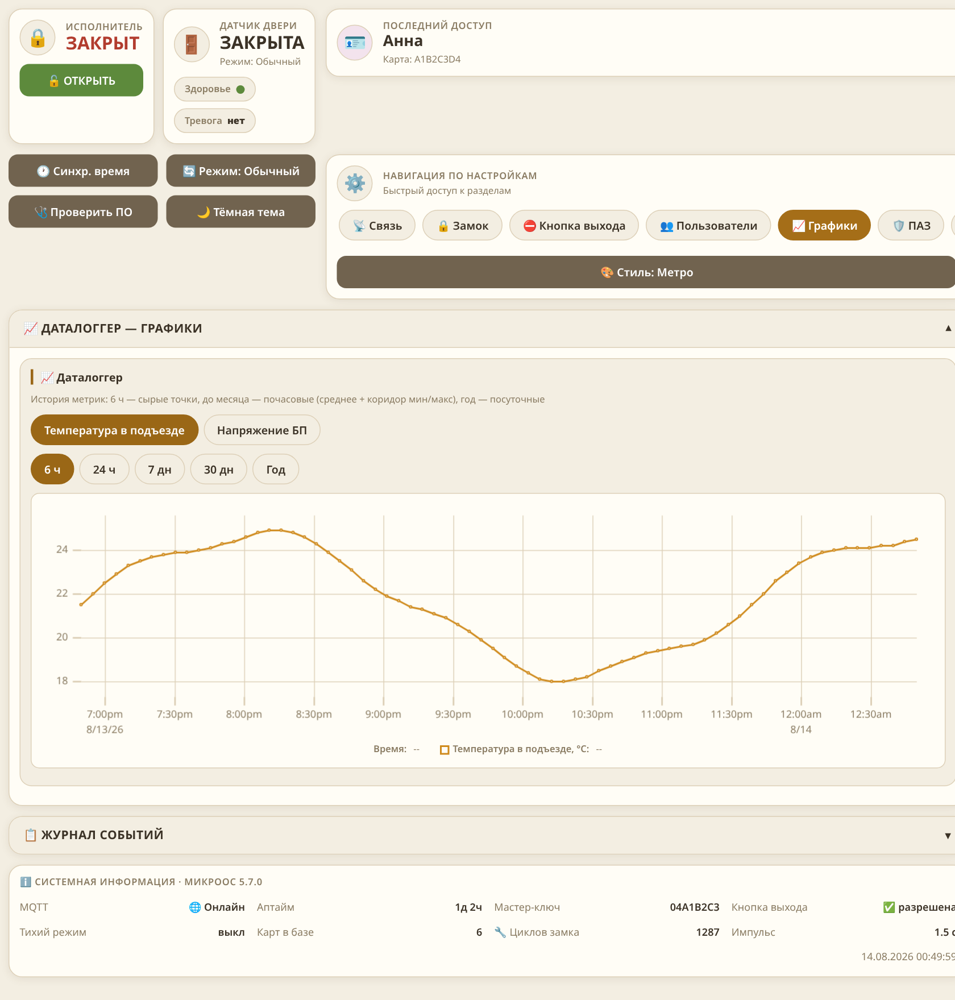 ИСПОЛНИТЕЛЬ
ЗАКРЫТ
ОТКРЫТЬ
ДАТЧИК ДВЕРИ
ЗАКРЫТА
Режим: Обычный
Здоровье
Тревога нет
ПОСЛЕДНИЙ ДОСТУП
Анна
Карта: A1B2C3D4
Синхр. время
Режим: Обычный
Проверить ПО
Тёмная тема
НАВИГАЦИЯ ПО НАСТРОЙКАМ
Быстрый доступ к разделам
Связь Замок Кнопка выхода Пользователи Графики ПАЗ
Стиль: Метро
ДАТАЛОГГЕР — ГРАФИКИ ▲
Даталоггер
История метрик: 6 ч — сырые точки, до месяца — почасовые (среднее + коридор мин/макс), год — посуточные
Температура в подъезде Напряжение БП
6 ч 24 ч 7 дн 30 дн Год
24
22
20
18
7:00pm 7:30pm 8:00pm 8:30pm 9:00pm 9:30pm 10:00pm 10:30pm 11:00pm 11:30pm 12:00am 12:30am
8/13/26 8/14
Время: -- Температура в подъезде, °C: --
ЖУРНАЛ СОБЫТИЙ ▼
СИСТЕМНАЯ ИНФОРМАЦИЯ · МИКРООС 5.7.0
MQTT Онлайн Аптайм 1д 2ч Мастер-ключ 04A1B2C3 Кнопка выхода разрешена
Тихий режим выкл Карт в базе 6 Циклов замка 1287 Импульс 1.5 с
14.08.2026 00:49:59